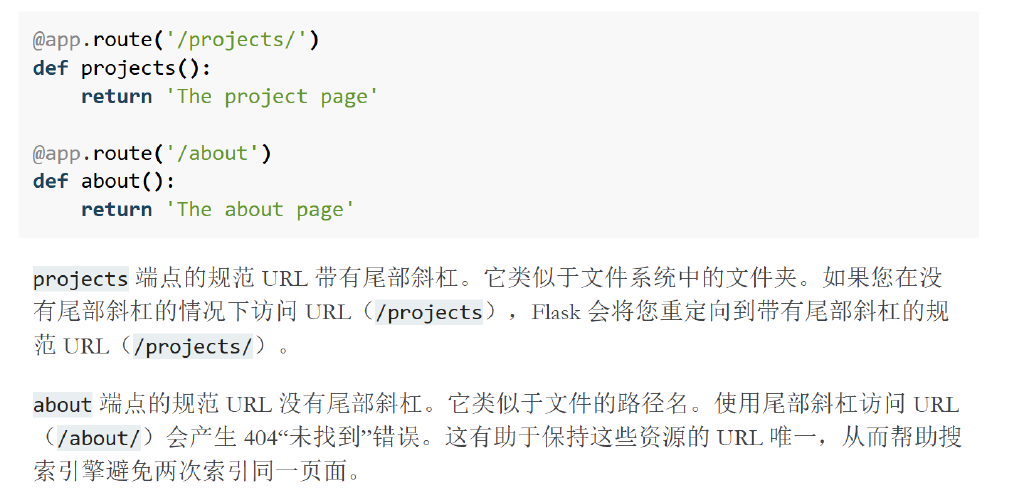 @app.route('/projects/')
def projects():
    return 'The project page'

@app.route('/about')
def about():
    return 'The about page'

projects 端点的规范 URL 带有尾部斜杠。它类似于文件系统中的文件夹。如果您在没
有尾部斜杠的情况下访问 URL（/projects），Flask 会将您重定向到带有尾部斜杠的规
范 URL（/projects/）。

about 端点的规范 URL 没有尾部斜杠。它类似于文件的路径名。使用尾部斜杠访问 URL
（/about/）会产生 404“未找到”错误。这有助于保持这些资源的 URL 唯一，从而帮助搜
索引擎避免两次索引同一页面。